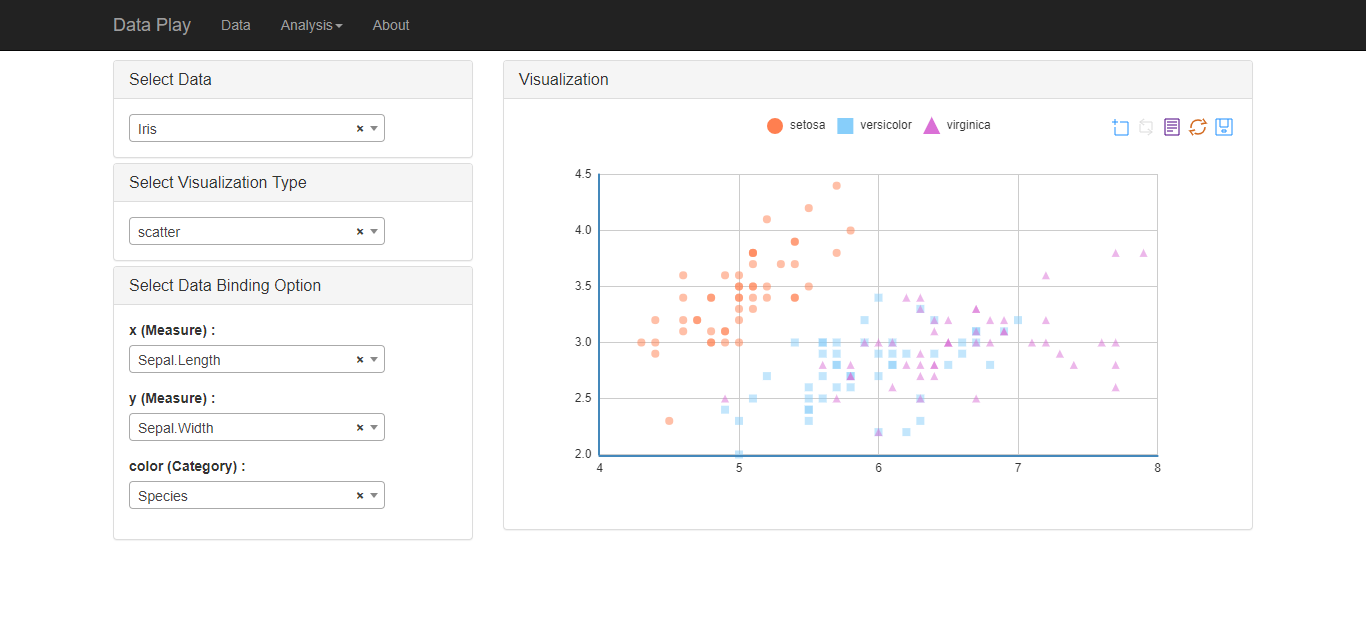 Data Play Data Analysis About
Select Data
Iris × 
Select Visualization Type
scatter ×
Select Data Binding Option
x (Measure) :
Sepal.Length ×
y (Measure) :
Sepal.Width ×
color (Category) :
Species ×
Visualization
setosa versicolor virginica
4.5
4.0
3.5
3.0
2.5
2.0
4 5 6 7 8